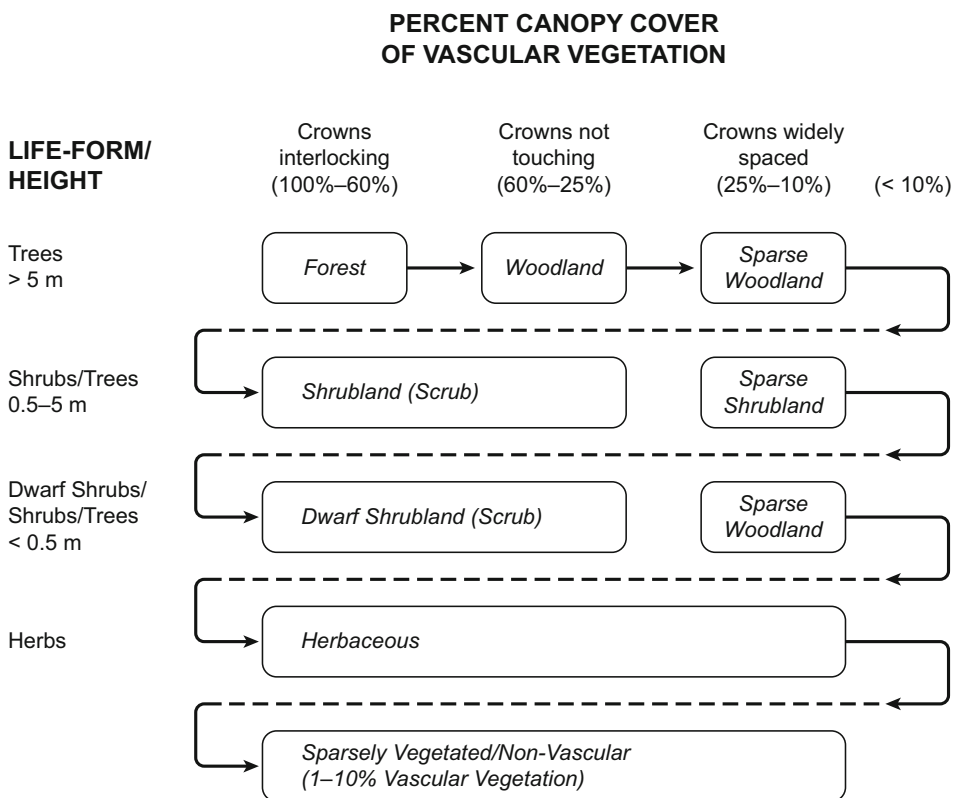 PERCENT CANOPY COVER
OF VASCULAR VEGETATION
LIFE-FORM/
HEIGHT
Crowns
interlocking
(100%–60%)
Crowns not
touching
(60%–25%)
Crowns widely
spaced
(25%–10%)
(< 10%)
Trees
> 5 m
Forest
Woodland
Sparse
Woodland
Shrubs/Trees
0.5–5 m
Shrubland (Scrub)
Sparse
Shrubland
Dwarf Shrubs/
Shrubs/Trees
< 0.5 m
Dwarf Shrubland (Scrub)
Sparse
Woodland
Herbs
Herbaceous
Sparsely Vegetated/Non-Vascular
(1–10% Vascular Vegetation)